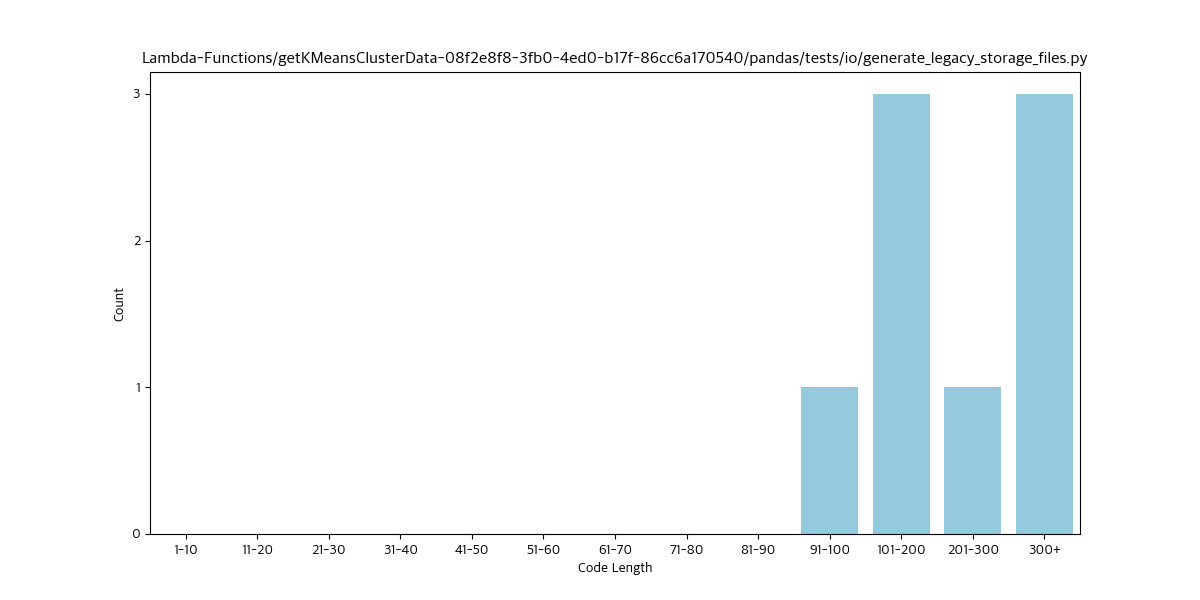 Lambda-Functions/getKMeansClusterData-08f2e8f8-3fb0-4ed0-b17f-86cc6a170540/pandas/tests/io/generate_legacy_storage_files.py
3
2
1
0
Count
1-10 11-20 21-30 31-40 41-50 51-60 61-70 71-80 81-90 91-100 101-200 201-300 300+
Code Length